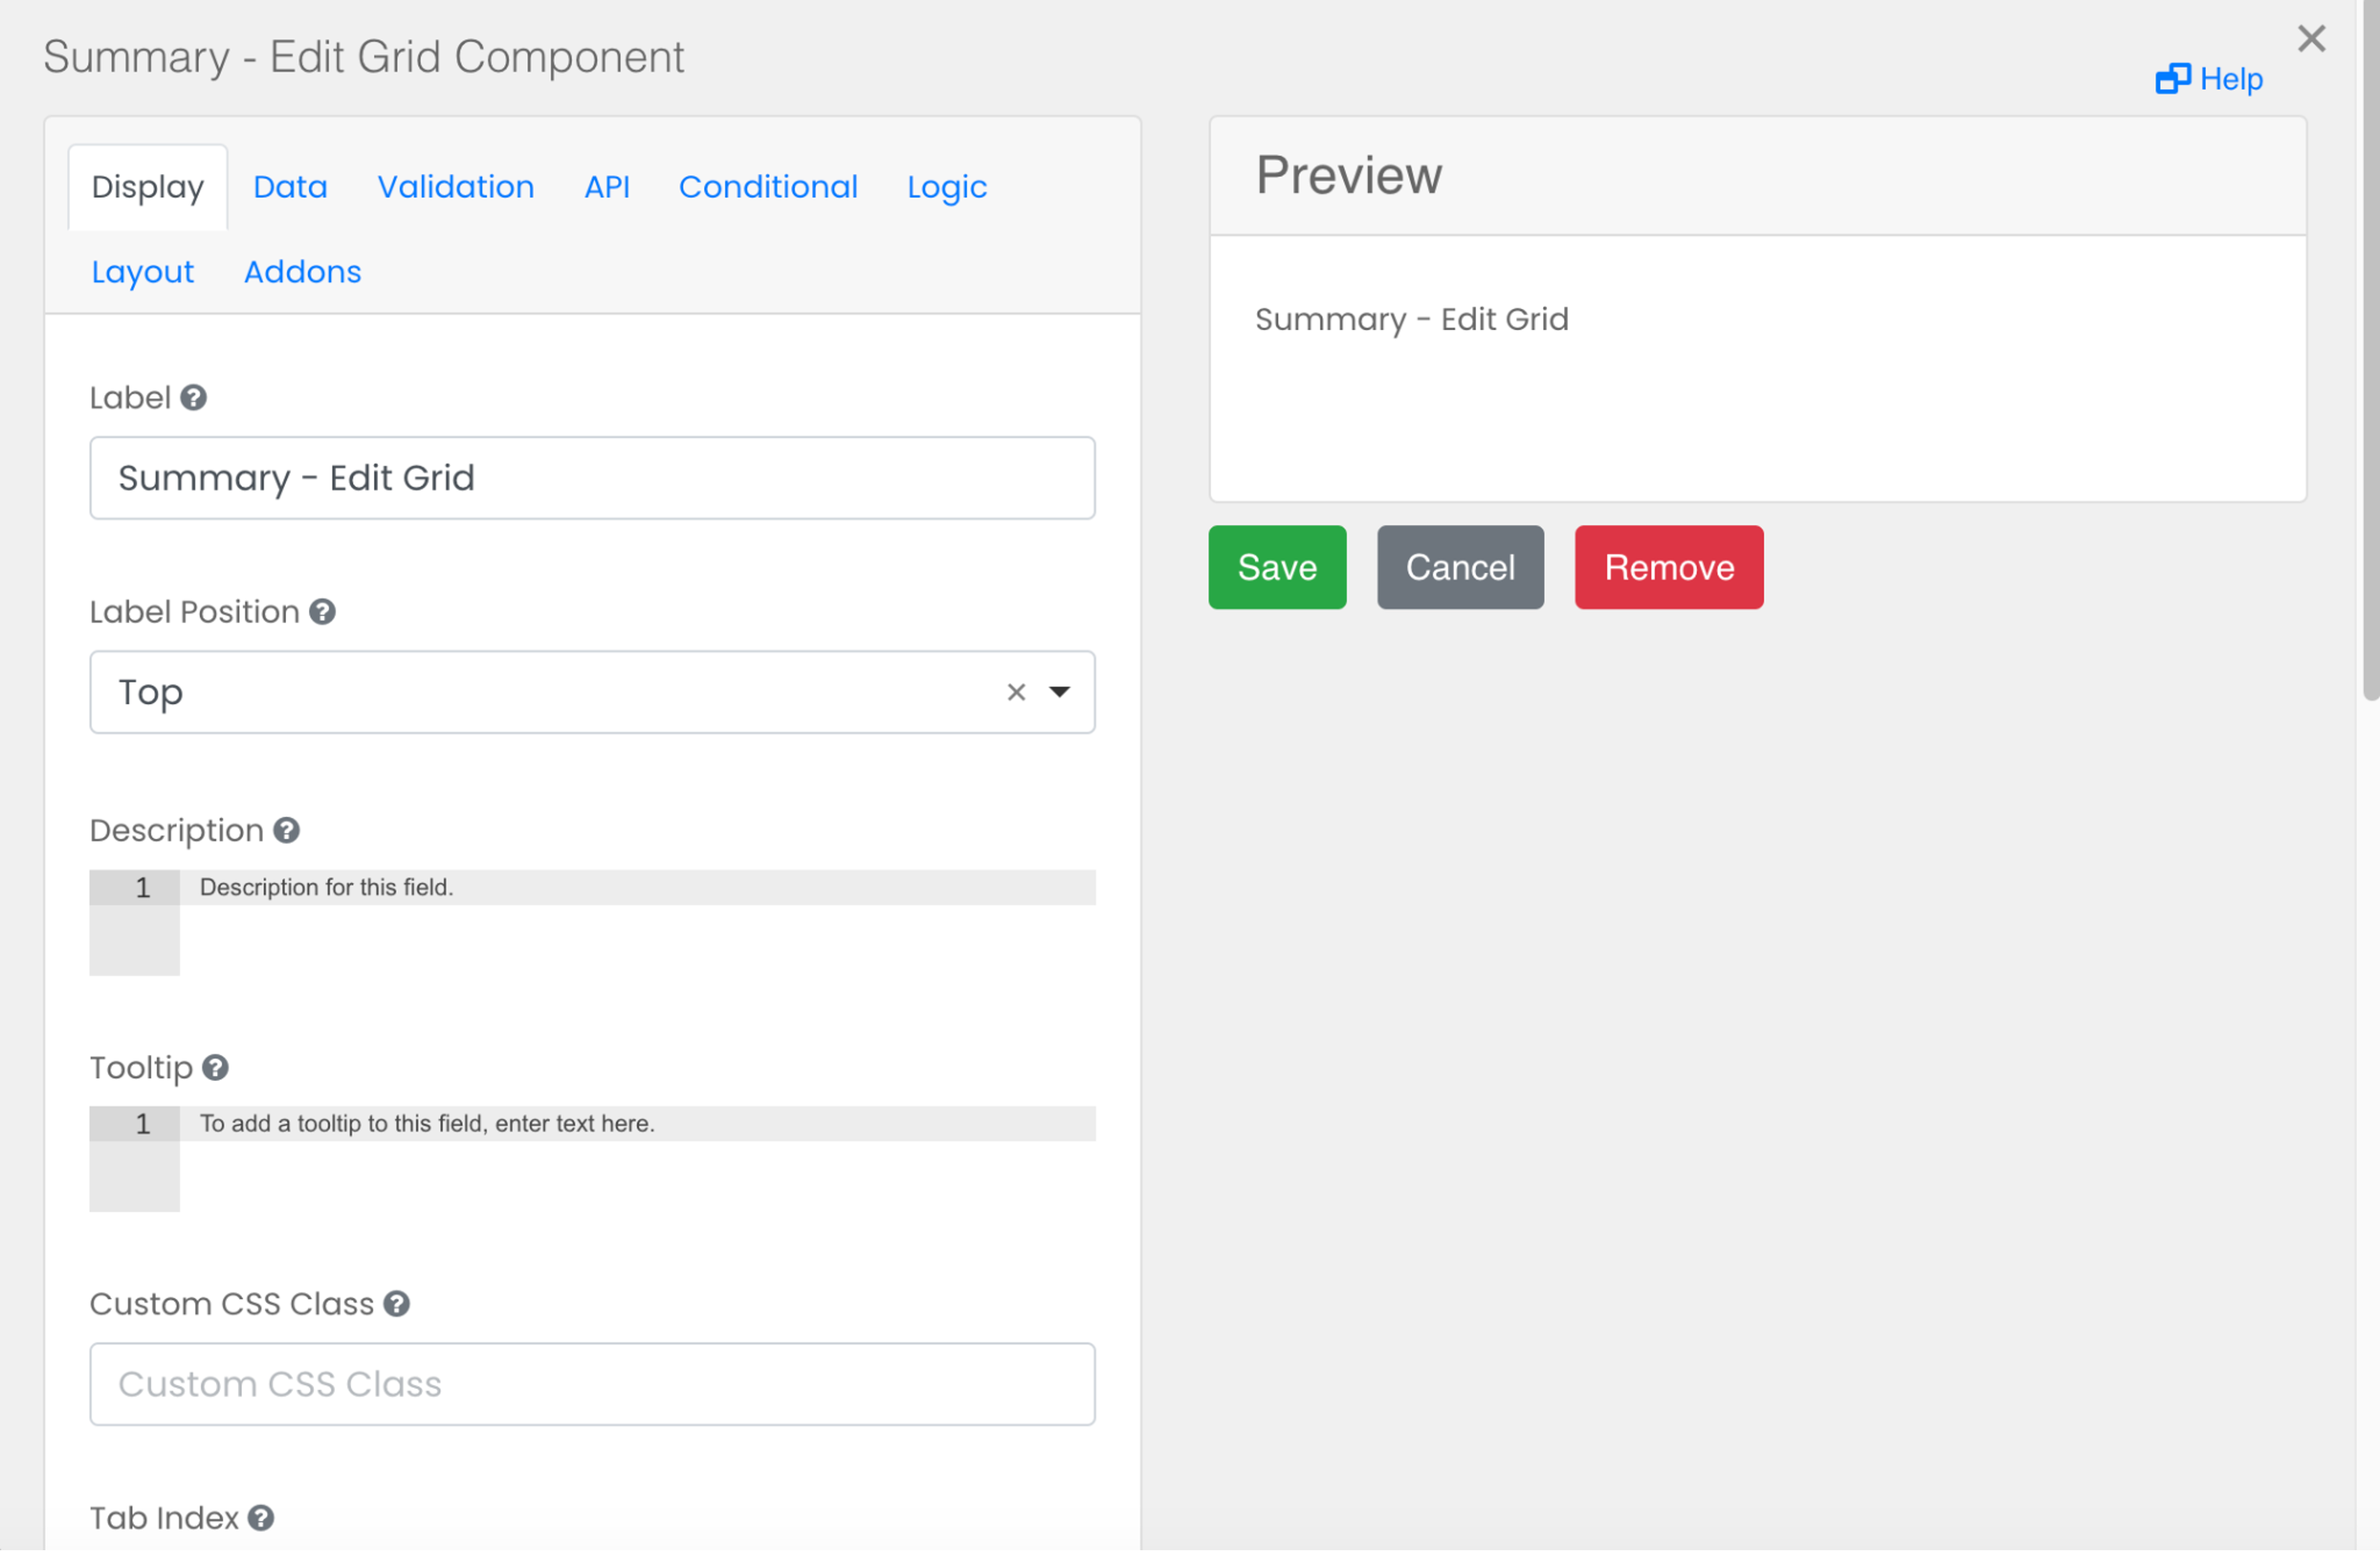 Summary - Edit Grid Component
Help
Display Data Validation API Conditional Logic
Layout Addons
Label
Summary - Edit Grid
Label Position
Top
Description
1 Description for this field.
Tooltip
1 To add a tooltip to this field, enter text here.
Custom CSS Class
Custom CSS Class
Tab Index
Preview
Summary - Edit Grid
Save Cancel Remove